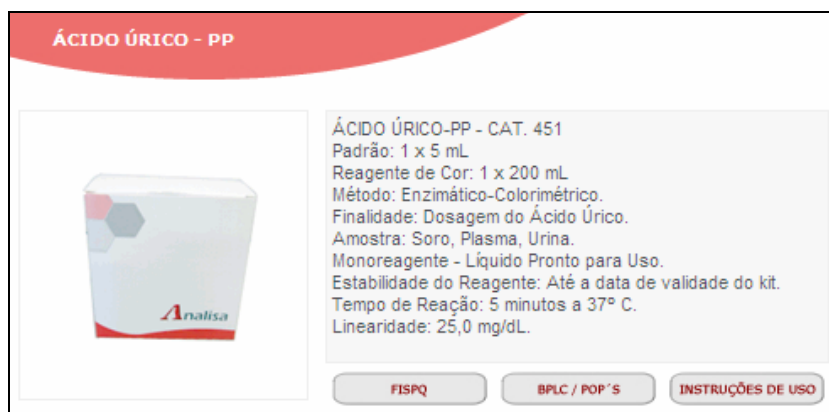 ÁCIDO ÚRICO - PP
ÁCIDO ÚRICO-PP - CAT. 451
Padrão: 1 x 5 mL
Reagente de Cor: 1 x 200 mL
Método: Enzimático-Colorimétrico.
Finalidade: Dosagem do Ácido Úrico.
Amostra: Soro, Plasma, Urina.
Monoreagente - Líquido Pronto para Uso.
Estabilidade do Reagente: Até a data de validade do kit.
Tempo de Reação: 5 minutos a 37º C.
Linearidade: 25,0 mg/dL.
Analisa
FISPQ
BPLC / POP´S
INSTRUÇÕES DE USO